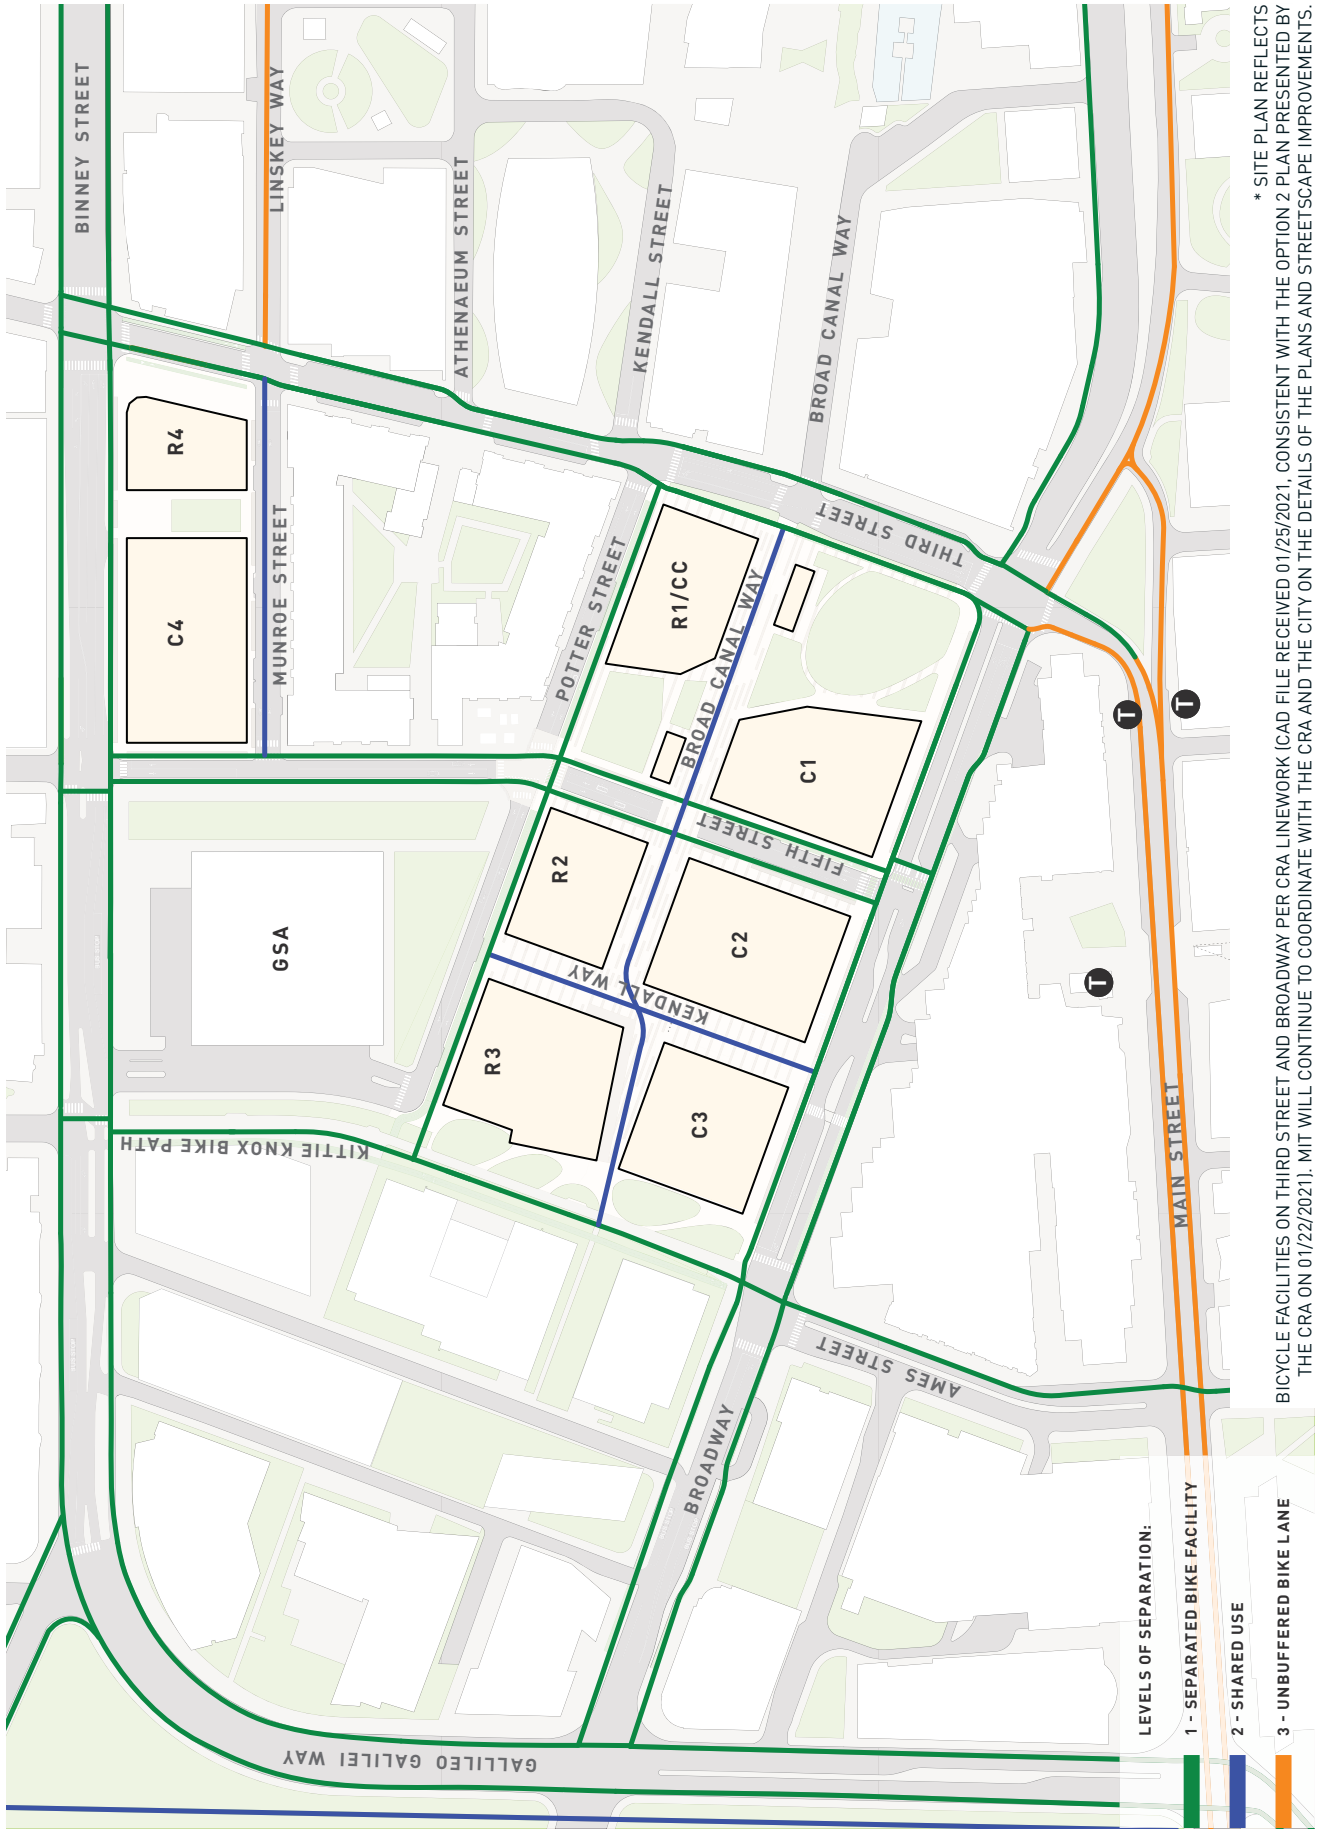 BINNEY STREET
LINSKEY WAY
ATHENAEUM STREET
KENDALL STREET
BROAD CANAL WAY
R4
C4
MUNROE STREET
POTTER STREET
R1/CC
BROAD CANAL WAY
THIRD STREET
C1
FIFTH STREET
R2
C2
KENDALL WAY
GSA
R3
C3
KITTIE KNOX BIKE PATH
T
T
T
MAIN STREET
AMES STREET
BROADWAY
GALLILEO GALILEI WAY
LEVELS OF SEPARATION:
1 - SEPARATED BIKE FACILITY
2 - SHARED USE
3 - UNBUFFERED BIKE LANE
* SITE PLAN REFLECTS
BICYCLE FACILITIES ON THIRD STREET AND BROADWAY PER CRA LINEWORK (CAD FILE RECEIVED 01/25/2021, CONSISTENT WITH THE OPTION 2 PLAN PRESENTED BY
THE CRA ON 01/22/2021). MIT WILL CONTINUE TO COORDINATE WITH THE CRA AND THE CITY ON THE DETAILS OF THE PLANS AND STREETSCAPE IMPROVEMENTS.